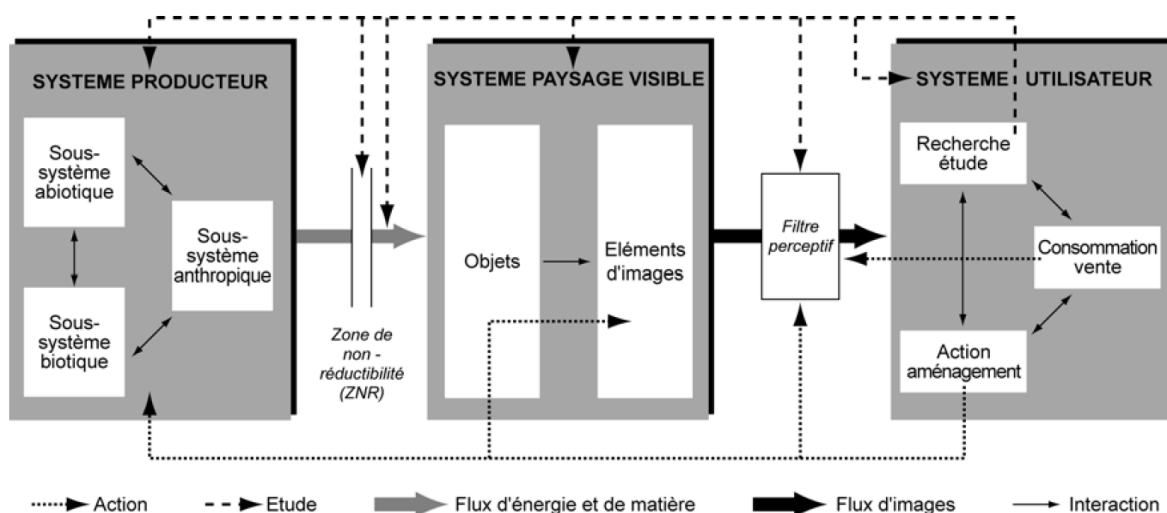 SYSTEME PRODUCTEUR
Sous-
système
abiotique
Sous-
système
anthropique
Sous-
système
biotique
Zone de
non -
réductibilité
(ZNR)
SYSTEME PAYSAGE VISIBLE
Objets
Eléments
d'images
Filtre
perceptif
SYSTEME UTILISATEUR
Recherche
étude
Consommation
vente
Action
aménagement
Action
Etude
Flux d'énergie et de matière
Flux d'images
Interaction